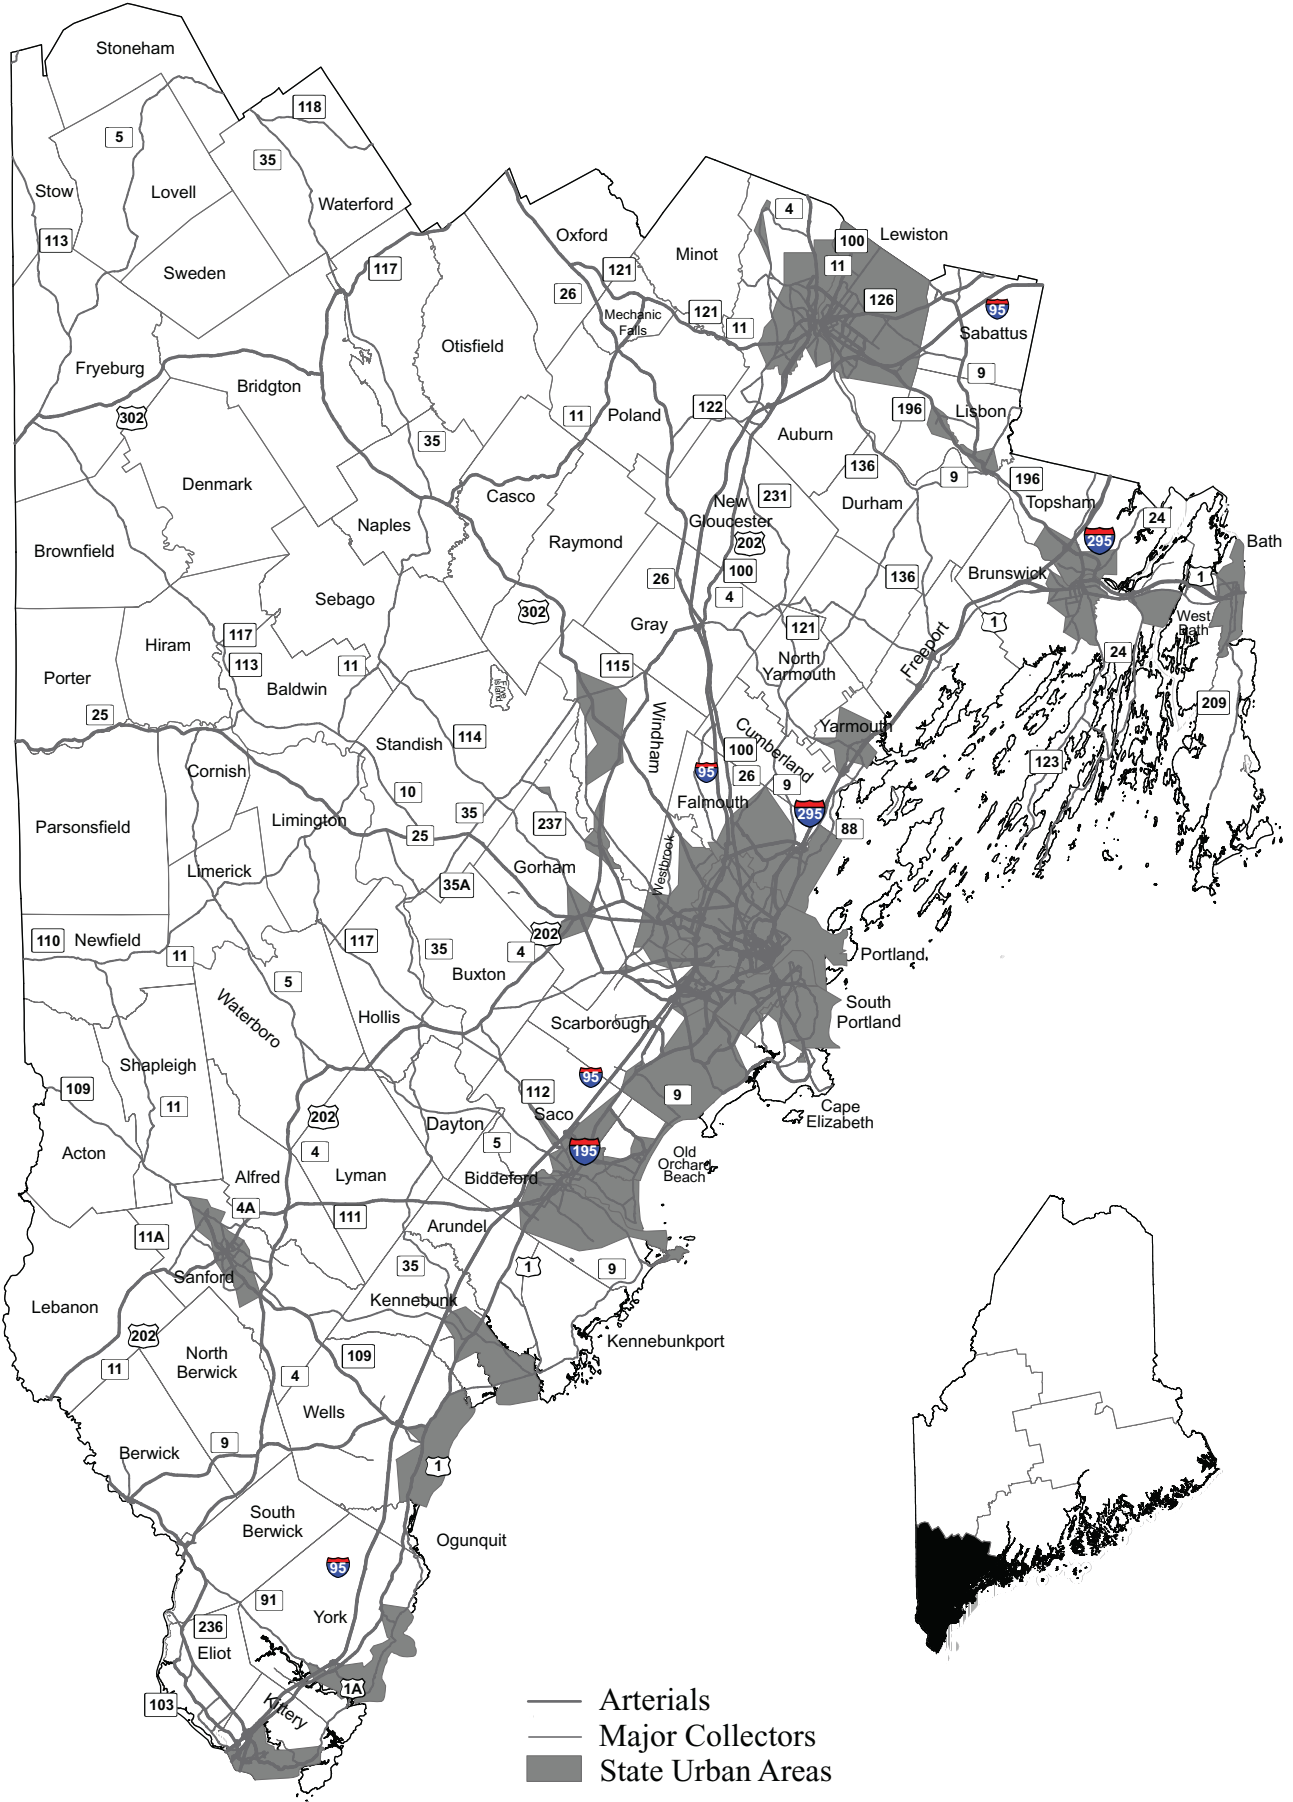 Stoneham
118
5
35
Stow
Lovell
Waterford
4
113
Oxford
100
Lewiston
Sweden
117
121
Minot
11
26
126
121
95
Mechanic
Falls
11
Sabattus
Otisfield
Fryeburg
9
Bridgton
302
11
Poland
122
196
Lisbon
35
Auburn
136
9
196
Denmark
Casco
231
Durham
Topsham
New
Gloucester
24
Naples
202
295
Bath
Brownfield
Raymond
100
Brunswick
1
26
136
Sebago
4
302
West
Bath
Gray
121
1
117
Hiram
113
11
115
North
Yarmouth
Freeport
24
Porter
Baldwin
Frye
Island
209
25
Windham
Yarmouth
114
Standish
100
Cumberland
123
Cornish
95
26
9
10
Falmouth
35
295
Limington
237
88
Parsonsfield
25
Westbrook
Limerick
Gorham
35A
110
Newfield
117
202
11
35
4
Portland
Buxton
5
Waterboro
Hollis
South
Portland
Scarborough
Shapleigh
95
109
112
9
11
202
Saco
Cape
Elizabeth
Dayton
4
5
195
Acton
Old
Orchard
Beach
Alfred
Lyman
Biddeford
4A
111
Arundel
11A
35
1
9
Sanford
Kennebunk
Lebanon
202
Kennebunkport
North
Berwick
109
11
4
Wells
9
Berwick
1
South
Berwick
Ogunquit
95
91
York
236
Eliot
1A
103
Kittery
Arterials
Major Collectors
State Urban Areas